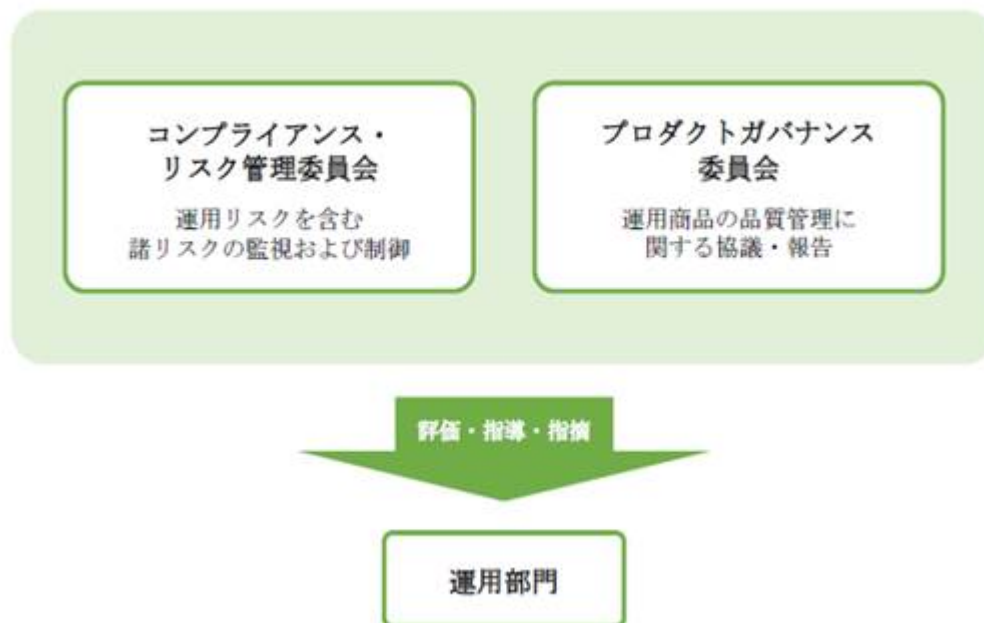 コンプライアンス・
リスク管理委員会
運用リスクを含む
諸リスクの監視および制御
プロダクトガバナンス
委員会
運用商品の品質管理に
関する協議・報告
評価・指導・指摘
運用部門